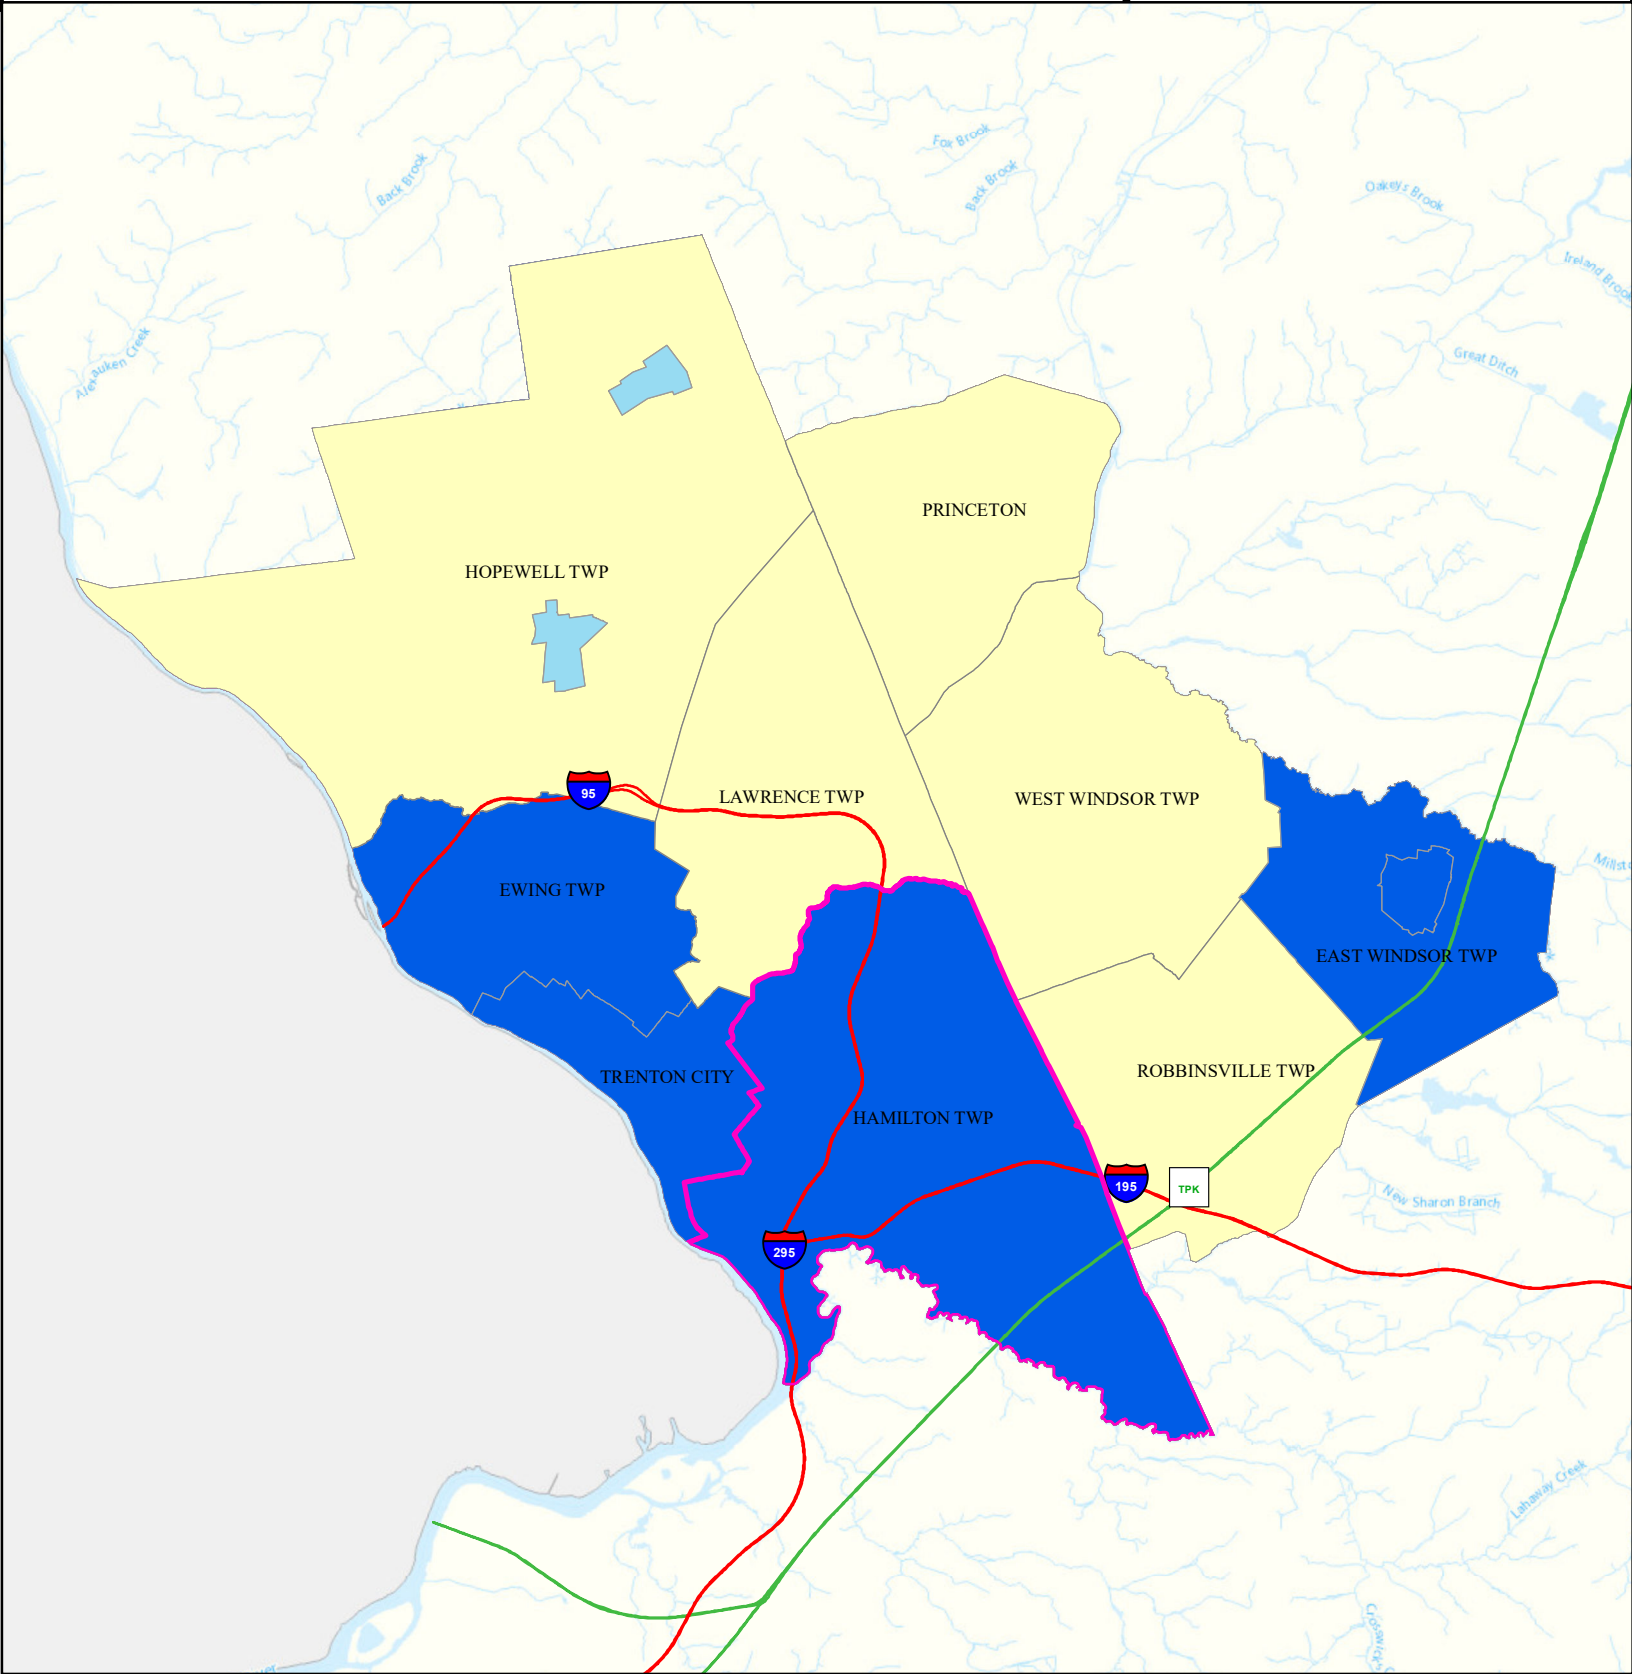 Fox Brook
Back Brook
Back Brook
Oakeys Brook
Ireland Brook
Alexauken Creek
Great Ditch
PRINCETON
HOPEWELL TWP
95
LAWRENCE TWP
WEST WINDSOR TWP
EWING TWP
EAST WINDSOR TWP
TRENTON CITY
ROBBINSVILLE TWP
HAMILTON TWP
195
TPK
New Sharon Branch
295
Lahaway Creek